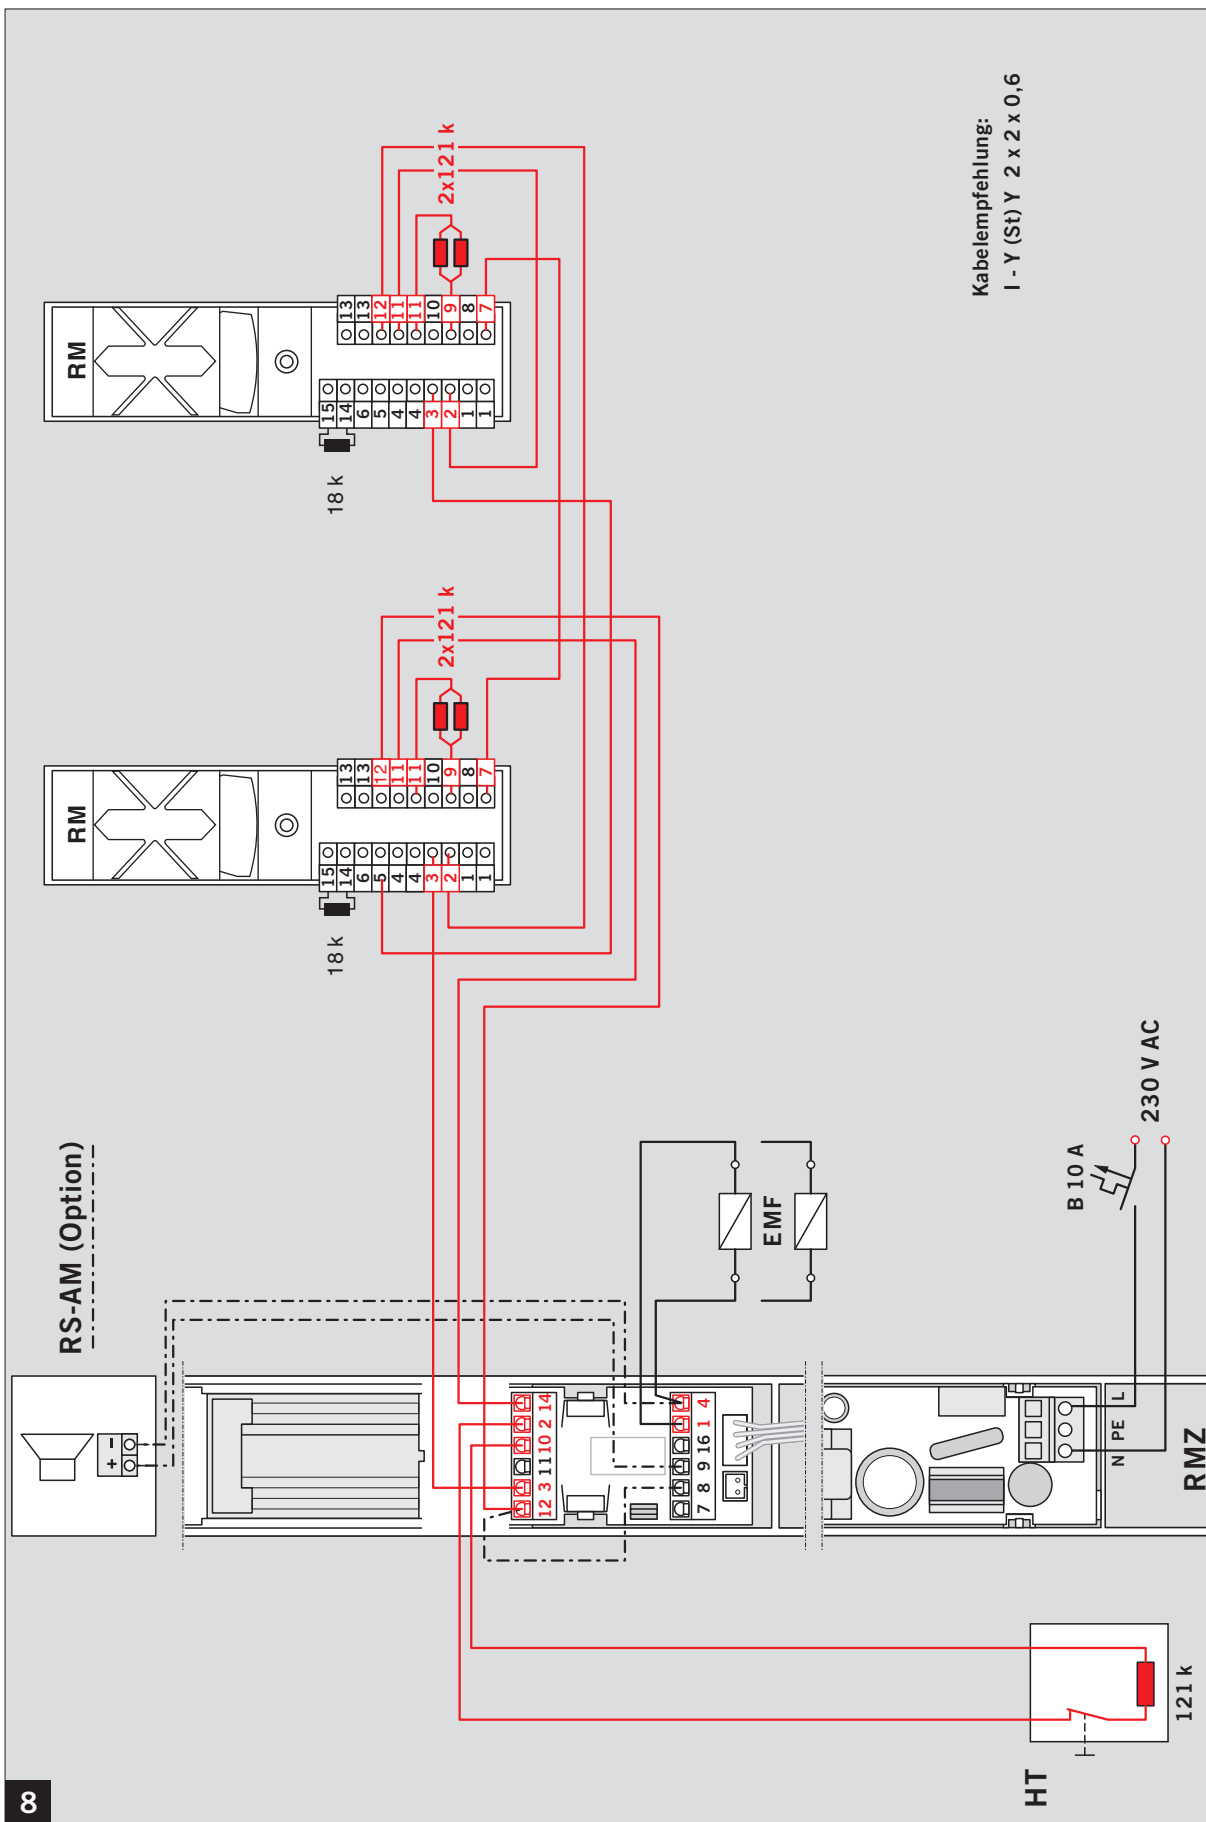 RS-AM (Option)
RM
15
14
6
5
4
4
3
2
1
1
13
13
12
11
11
10
9
8
7
18 k
2x121 k
RM
15
14
6
5
4
4
3
2
1
1
13
13
12
11
11
10
9
8
7
18 k
2x121 k
Kabelempfehlung:
I - Y (St) Y 2 x 2 x 0,6
+ -
12 3 11 10 2 14
7 8 9 16 1 4
EMF
B 10 A
230 V AC
N PE L
RMZ
HT
121 k
8